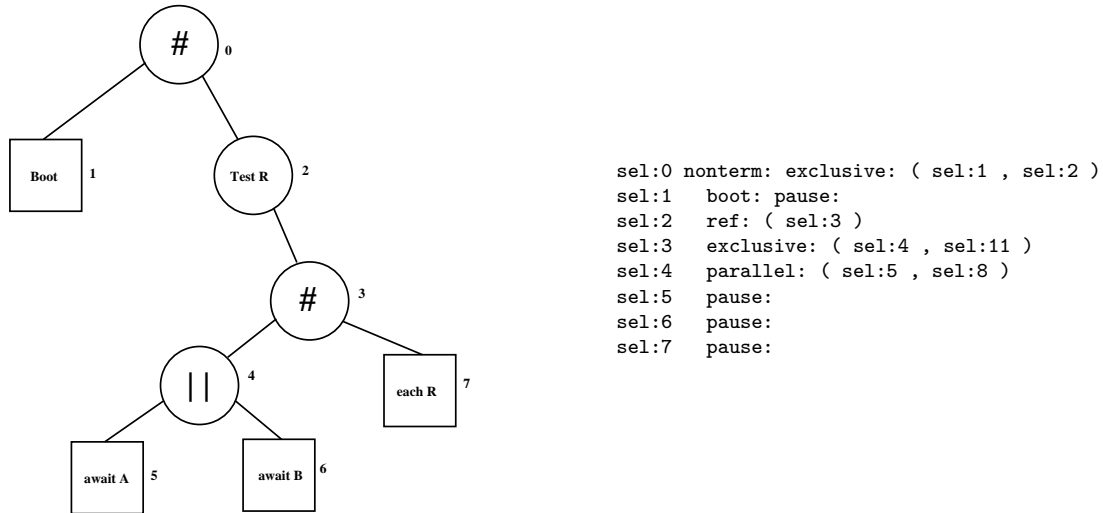 #
0
Boot
1
Test R
2
#
3
||
4
each R
7
await A
5
await B
6
sel:0 nonterm: exclusive: ( sel:1 , sel:2 )
sel:1 boot: pause:
sel:2 ref: ( sel:3 )
sel:3 exclusive: ( sel:4 , sel:11 )
sel:4 parallel: ( sel:5 , sel:8 )
sel:5 pause:
sel:6 pause:
sel:7 pause: